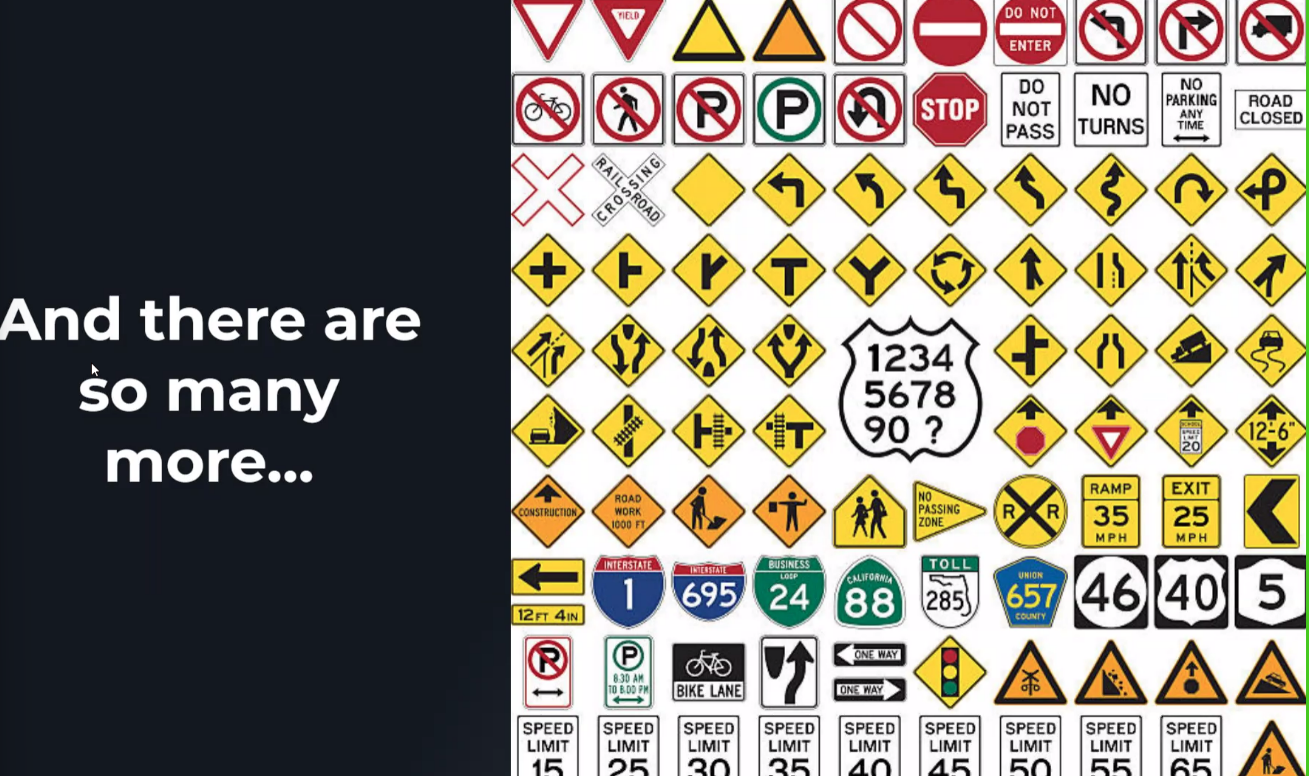 And there are
so many
more...
YIELD
DO NOT
ENTER
P
P
STOP
DO
NOT
PASS
NO
TURNS
NO
PARKING
ANY
TIME
ROAD
CLOSED
RAILROAD
CROSSING
P
1234
5678
90 ?
SCHOOL
SPEED
LIMIT
20
12'-6"
CONSTRUCTION
ROAD
WORK
1000 FT
NO
PASSING
ZONE
R R
RAMP
35
MPH
EXIT
25
MPH
12 FT 4 IN
INTERSTATE
1
INTERSTATE
695
BUSINESS
LOOP
24
CALIFORNIA
88
TOLL
285
UNION
657
COUNTY
46
40
5
P
P
8:30 AM
TO 8:00 PM
BIKE LANE
ONE WAY
ONE WAY
SPEED
LIMIT
15
SPEED
LIMIT
25
SPEED
LIMIT
30
SPEED
LIMIT
35
SPEED
LIMIT
40
SPEED
LIMIT
45
SPEED
LIMIT
50
SPEED
LIMIT
55
SPEED
LIMIT
65